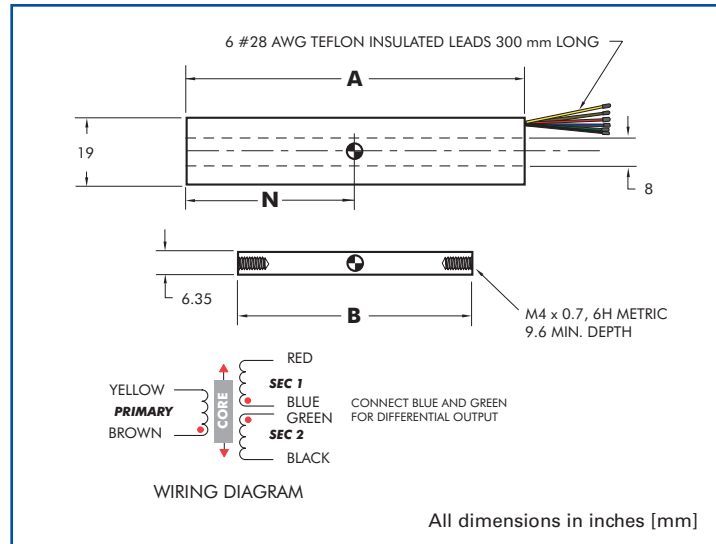 6 #28 AWG TEFLON INSULATED LEADS 300 mm LONG
A
19
N
8
6.35
B
M4 x 0.7, 6H METRIC
9.6 MIN. DEPTH
YELLOW
PRIMARY
BROWN
CORE
RED
SEC 1
BLUE
GREEN
SEC 2
BLACK
CONNECT BLUE AND GREEN
FOR DIFFERENTIAL OUTPUT
WIRING DIAGRAM
All dimensions in inches [mm]